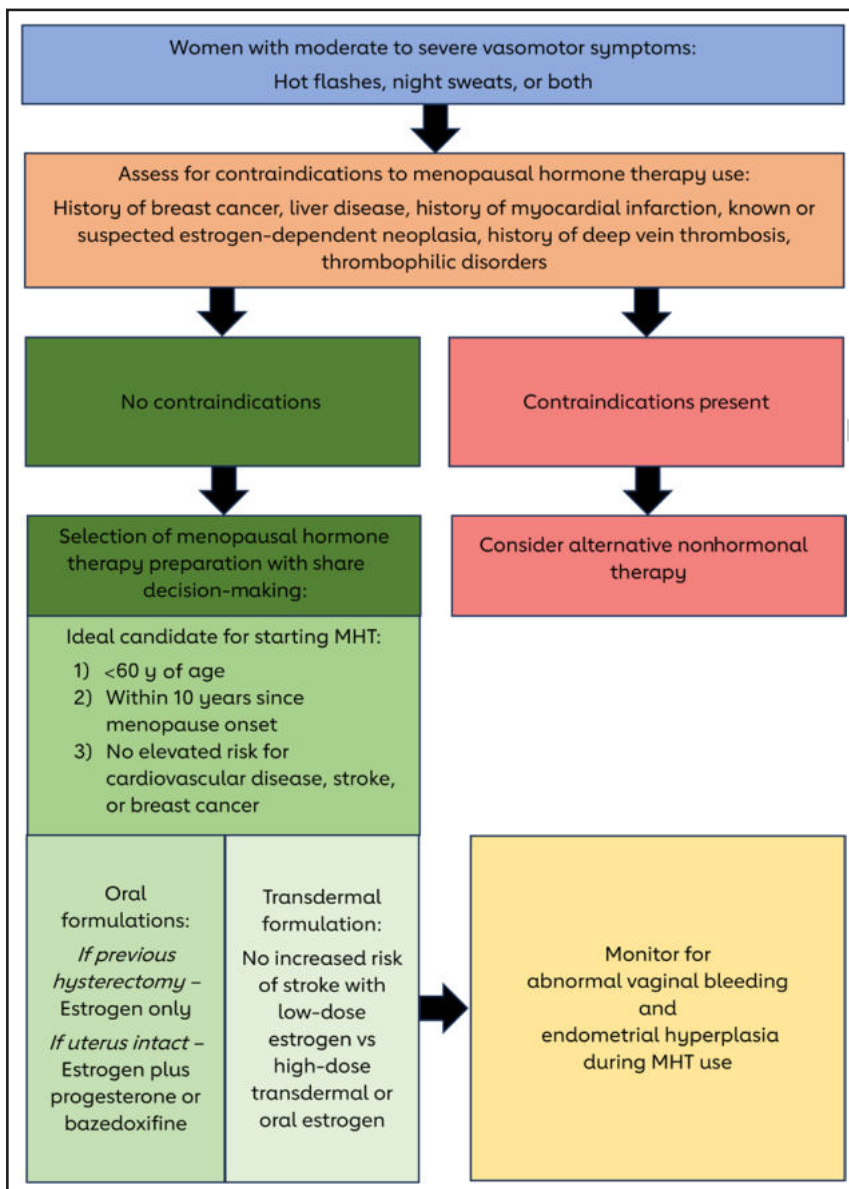 Women with moderate to severe vasomotor symptoms:
Hot flashes, night sweats, or both
Assess for contraindications to menopausal hormone therapy use:
History of breast cancer, liver disease, history of myocardial infarction, known or
suspected estrogen-dependent neoplasia, history of deep vein thrombosis,
thrombophilic disorders
No contraindications
Contraindications present
Selection of menopausal hormone
therapy preparation with share
decision-making:
Consider alternative nonhormonal
therapy
Ideal candidate for starting MHT:
1) <60 y of age
2) Within 10 years since
menopause onset
3) No elevated risk for
cardiovascular disease, stroke,
or breast cancer
Oral
formulations:
If previous
hysterectomy –
Estrogen only
If uterus intact –
Estrogen plus
progesterone or
bazedoxifine
Transdermal
formulation:
No increased risk
of stroke with
low-dose
estrogen vs
high-dose
transdermal or
oral estrogen
Monitor for
abnormal vaginal bleeding
and
endometrial hyperplasia
during MHT use